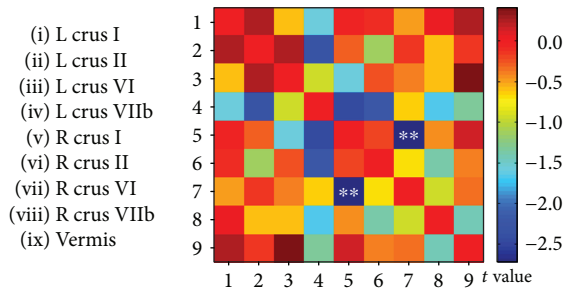 (i) L crus I
(ii) L crus II
(iii) L crus VI
(iv) L crus VIIb
(v) R crus I
(vi) R crus II
(vii) R crus VI
(viii) R crus VIIb
(ix) Vermis
1
2
3
4
5
6
7
8
9
**
**
1 2 3 4 5 6 7 8 9
t value
0.0
−0.5
−1.0
−1.5
−2.0
−2.5